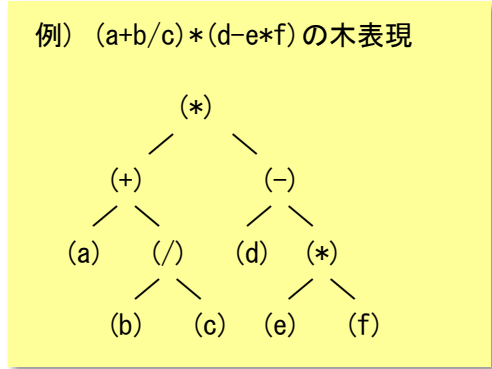 例) (a+b/c)*(d-e*f)の木表現
(*)
(+) (-)
(a) (/) (d) (*)
(b) (c) (e) (f)